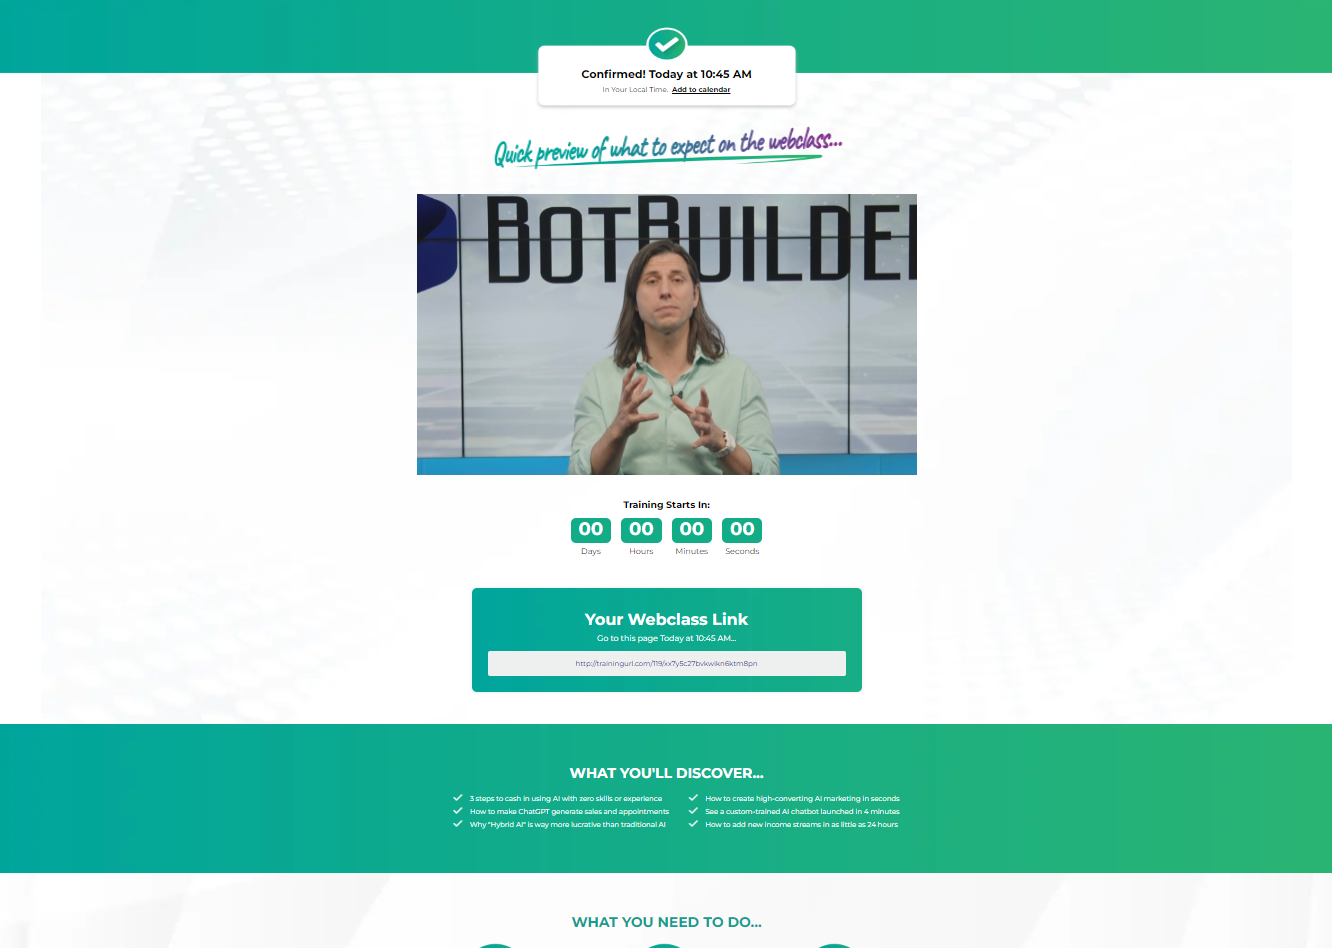 Confirmed! Today at 10:45 AM
In Your Local Time. Add to calendar
Quick preview of what to expect on the webclass...
BOTBUILDE
Training Starts In:
00 00 00 00
Days Hours Minutes Seconds
Your Webclass Link
Go to this page Today at 10:45 AM...
http://trainingurl.com/119/xx7y5c27bvkwikn6ktm8pn
WHAT YOU'LL DISCOVER...
3 steps to cash in using AI with zero skills or experience
How to make ChatGPT generate sales and appointments
Why "Hybrid AI" is way more lucrative than traditional AI
How to create high-converting AI marketing in seconds
See a custom-trained AI chatbot launched in 4 minutes
How to add new income streams in as little as 24 hours
WHAT YOU NEED TO DO...